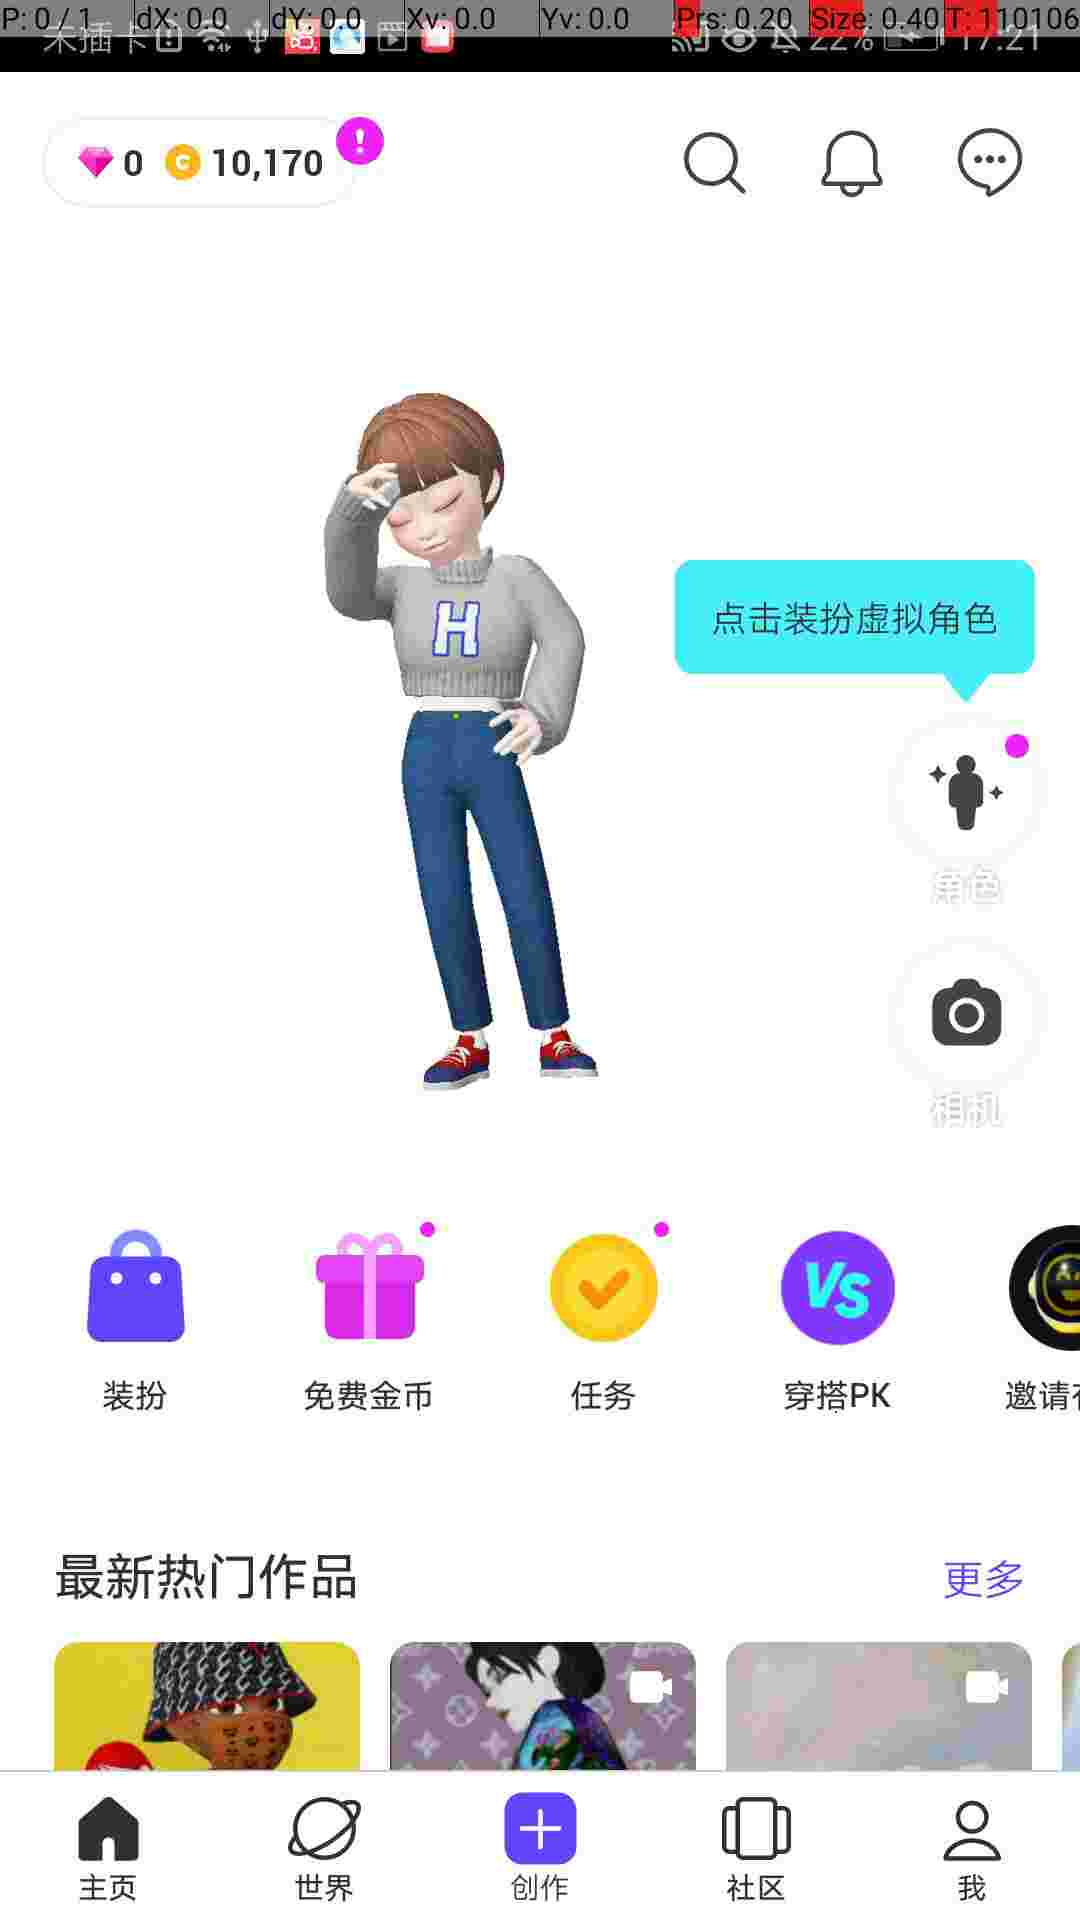 P: 0 / 1 dX: 0.0 dY: 0.0 Xv: 0.0 Yv: 0.0 Prs: 0.20 Size: 0.40 T: 110106
未插卡 22% 17:21
0 10,170
H
点击装扮虚拟角色
角色
相机
VS
装扮 免费金币 任务 穿搭PK 邀请
最新热门作品 更多
主页 世界 创作 社区 我